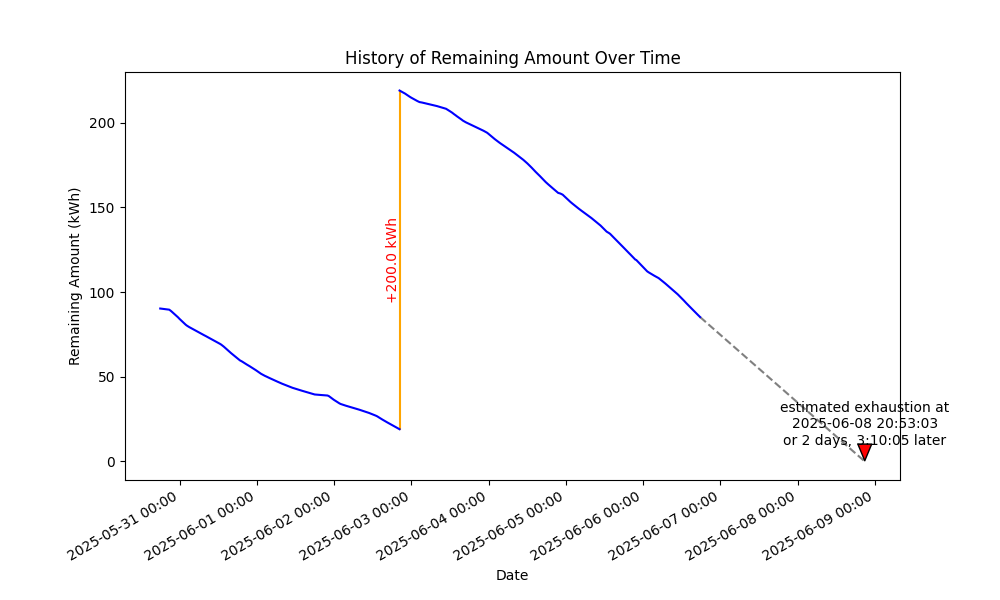 History of Remaining Amount Over Time
Remaining Amount (kWh)
200
150
100
50
0
+200.0 kWh
estimated exhaustion at
2025-06-08 20:53:03
or 2 days, 3:10:05 later
2025-05-31 00:00
2025-06-01 00:00
2025-06-02 00:00
2025-06-03 00:00
2025-06-04 00:00
2025-06-05 00:00
2025-06-06 00:00
2025-06-07 00:00
2025-06-08 00:00
2025-06-09 00:00
Date